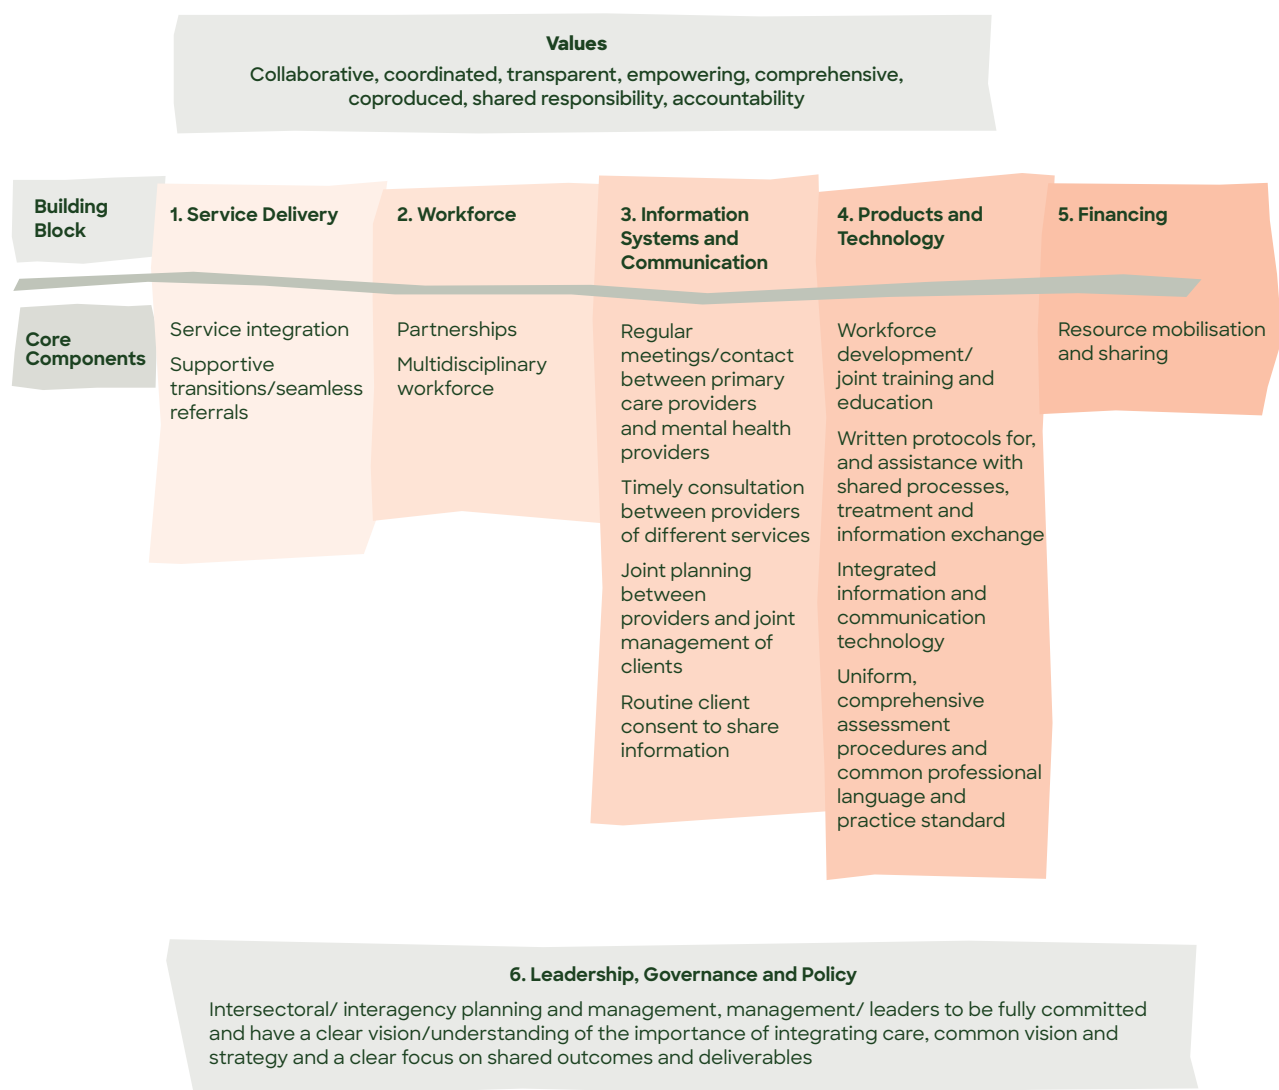 Values
Collaborative, coordinated, transparent, empowering, comprehensive,
coproduced, shared responsibility, accountability
Building
Block
1. Service Delivery
2. Workforce
3. Information
Systems and
Communication
4. Products and
Technology
5. Financing
Core
Components
Service integration
Supportive
transitions/seamless
referrals
Partnerships
Multidisciplinary
workforce
Regular
meetings/contact
between primary
care providers
and mental health
providers
Timely consultation
between providers
of different services
Joint planning
between
providers and joint
management of
clients
Routine client
consent to share
information
Workforce
development/
joint training and
education
Written protocols for,
and assistance with
shared processes,
treatment and
information exchange
Integrated
information and
communication
technology
Uniform,
comprehensive
assessment
procedures and
common professional
language and
practice standard
Resource mobilisation
and sharing
6. Leadership, Governance and Policy
Intersectoral/ interagency planning and management, management/ leaders to be fully committed
and have a clear vision/understanding of the importance of integrating care, common vision and
strategy and a clear focus on shared outcomes and deliverables